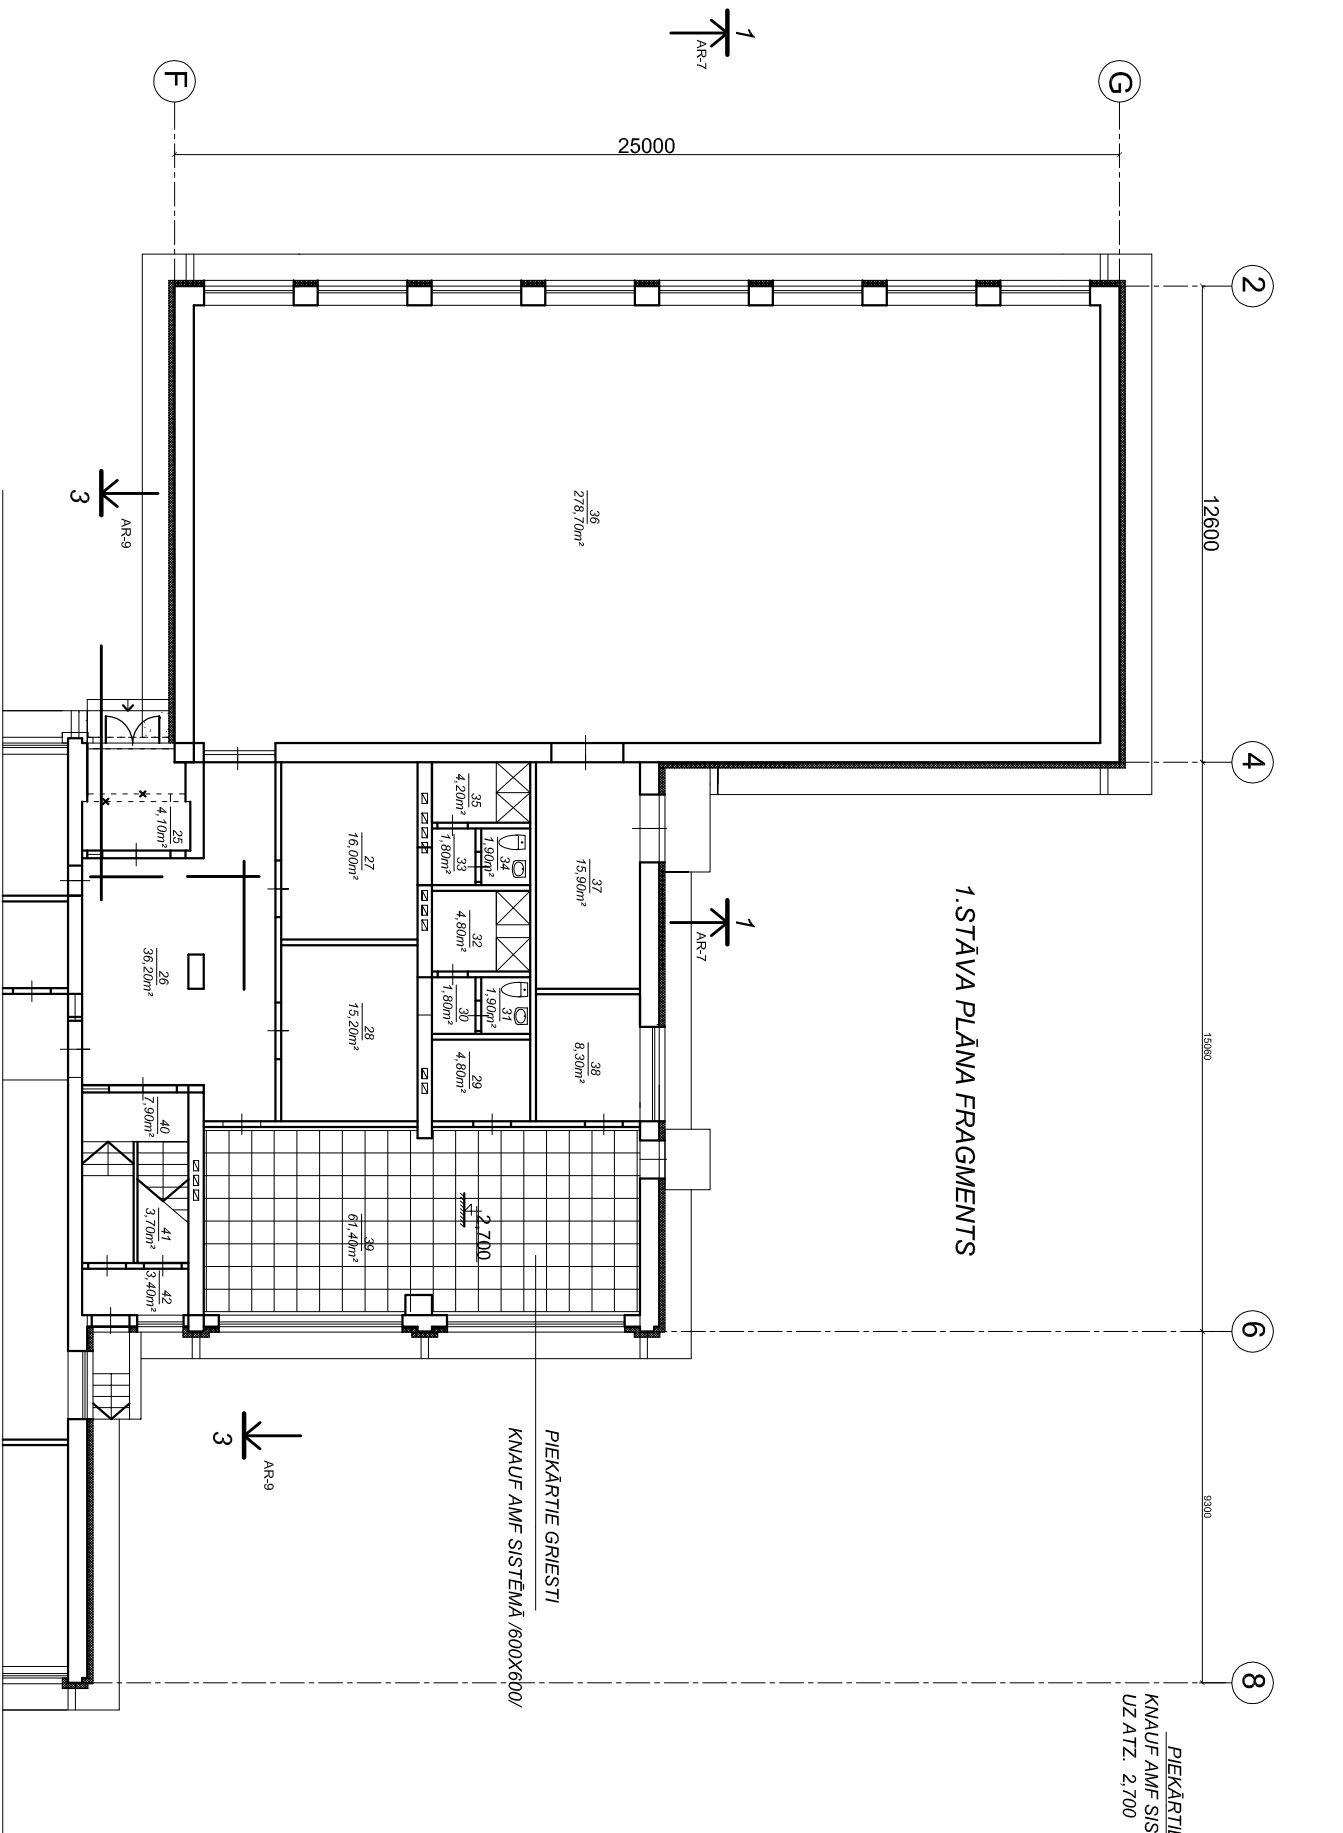 1
AR-7
F
G
25000
2
12600
4
15060
6
9300
8
36
278,70m²
3
AR-9
25
4,10m²
26
36,20m²
27
16,00m²
28
15,20m²
35
4,20m²
33
1,80m²
34
1,90m²
32
4,80m²
30
1,80m²
31
1,90m²
29
4,80m²
37
15,90m²
38
8,30m²
1
AR-7
1.STĀVA PLĀNA FRAGMENTS
40
7,90m²
41
3,70m²
42
3,40m²
39
61,40m²
2,700
3
AR-9
PIEKĀRTIE GRIESTI
KNAUF AMF SISTĒMĀ /600X600/
KNAUF AMF SIS
UZ ATZ. 2,700